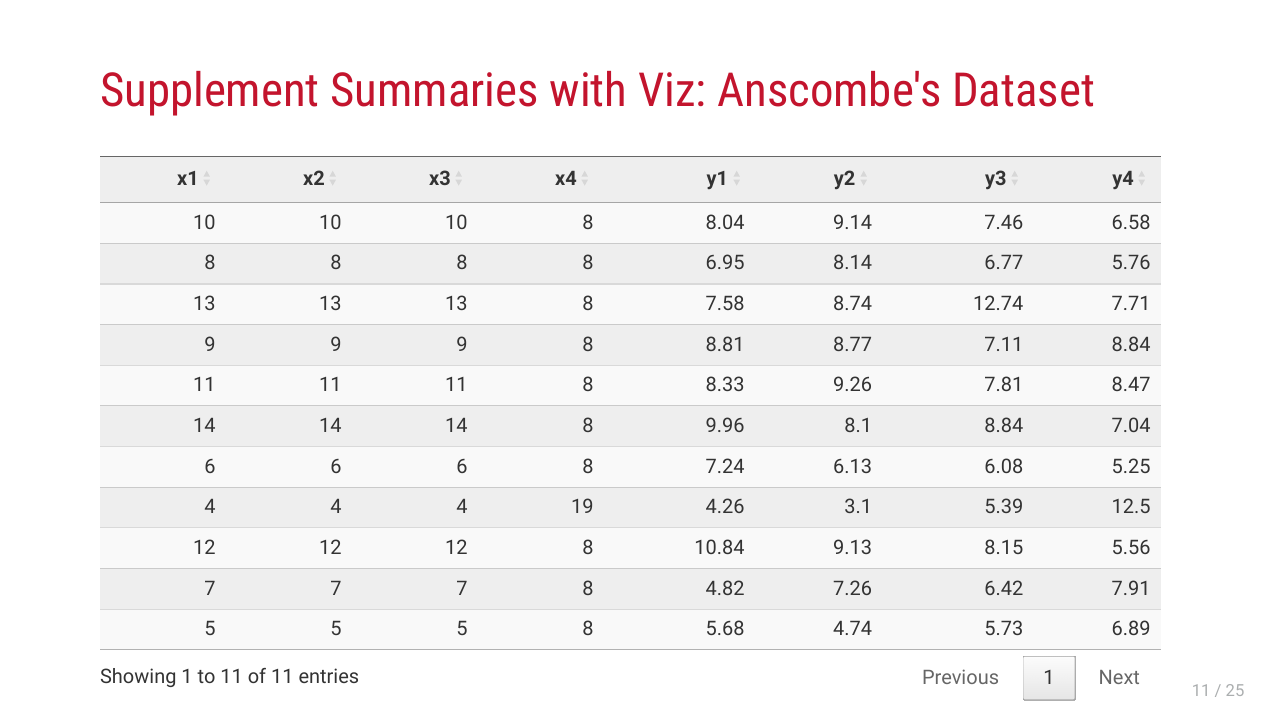 Supplement Summaries with Viz: Anscombe's Dataset
x1 x2 x3 x4 y1 y2 y3 y4
10 10 10 8 8.04 9.14 7.46 6.58
8 8 8 8 6.95 8.14 6.77 5.76
13 13 13 8 7.58 8.74 12.74 7.71
9 9 9 8 8.81 8.77 7.11 8.84
11 11 11 8 8.33 9.26 7.81 8.47
14 14 14 8 9.96 8.1 8.84 7.04
6 6 6 8 7.24 6.13 6.08 5.25
4 4 4 19 4.26 3.1 5.39 12.5
12 12 12 8 10.84 9.13 8.15 5.56
7 7 7 8 4.82 7.26 6.42 7.91
5 5 5 8 5.68 4.74 5.73 6.89
Showing 1 to 11 of 11 entries Previous 1 Next
11 / 25